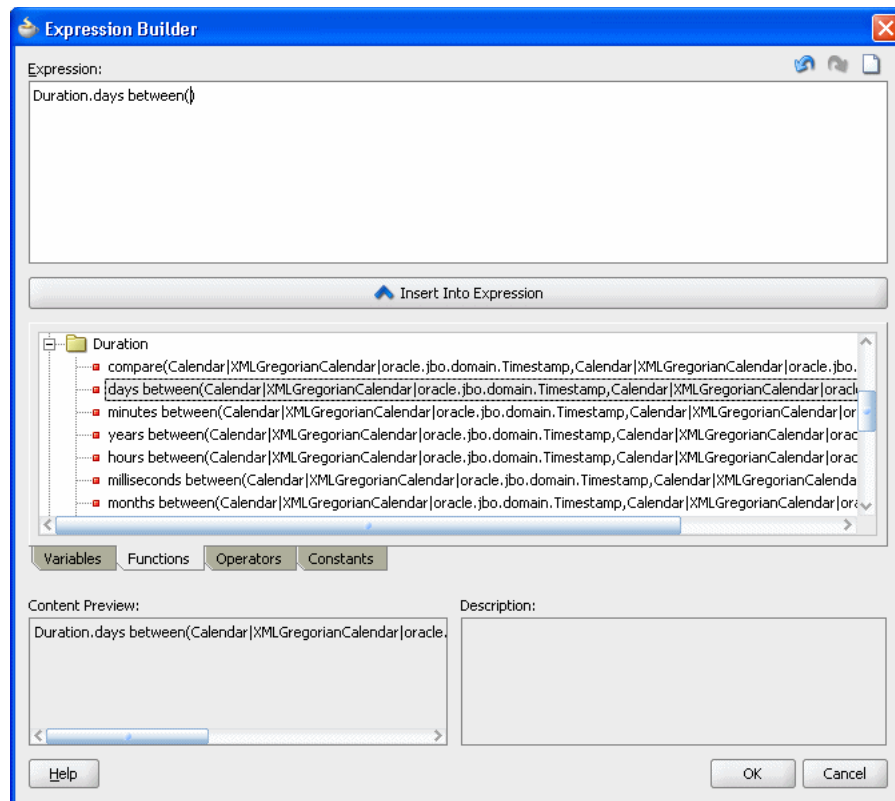 Expression Builder
Expression:
Duration.days between()
Insert Into Expression
Duration
compare(Calendar|XMLGregorianCalendar|oracle.jbo.domain.Timestamp,Calendar|XMLGregorianCalendar|oracle.jbo.
days between(Calendar|XMLGregorianCalendar|oracle.jbo.domain.Timestamp,Calendar|XMLGregorianCalendar|oracl
minutes between(Calendar|XMLGregorianCalendar|oracle.jbo.domain.Timestamp,Calendar|XMLGregorianCalendar|or
years between(Calendar|XMLGregorianCalendar|oracle.jbo.domain.Timestamp,Calendar|XMLGregorianCalendar|orac
hours between(Calendar|XMLGregorianCalendar|oracle.jbo.domain.Timestamp,Calendar|XMLGregorianCalendar|orac
milliseconds between(Calendar|XMLGregorianCalendar|oracle.jbo.domain.Timestamp,Calendar|XMLGregorianCalenda
months between(Calendar|XMLGregorianCalendar|oracle.jbo.domain.Timestamp,Calendar|XMLGregorianCalendar|ora
Variables Functions Operators Constants
Content Preview: Description:
Duration.days between(Calendar|XMLGregorianCalendar|oracle.
Help OK Cancel